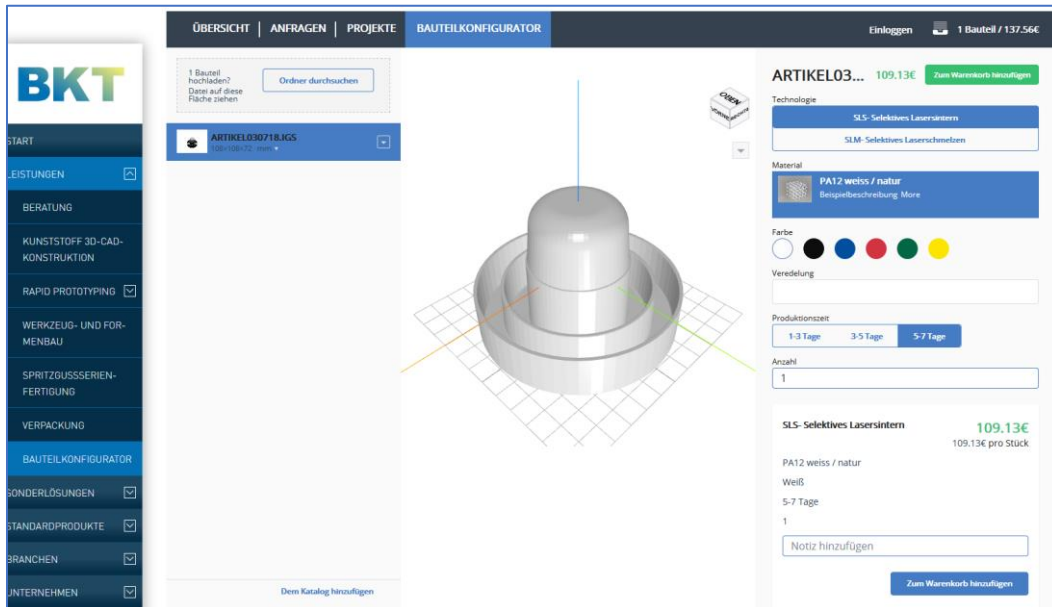 ÜBERSICHT
ANFRAGEN
PROJEKTE
BAUTEILKONFIGURATOR
Einloggen
1 Bauteil / 137.56€
BKT
START
LEISTUNGEN
BERATUNG
KUNSTSTOFF 3D-CAD-
KONSTRUKTION
RAPID PROTOTYPING
WERKZEUG- UND FOR-
MENBAU
SPRITZGUSSSERIEN-
FERTIGUNG
VERPACKUNG
BAUTEILKONFIGURATOR
SONDERLÖSUNGEN
STANDARDPRODUKTE
BRANCHEN
UNTERNEHMEN
1 Bauteil
hochladen?
Datei auf diese
Fläche ziehen
Ordner durchsuchen
ARTIKEL030718.IGS
108×108×72 mm
Dem Katalog hinzufügen
OBEN
ARTIKEL03... 109.13€
Zum Warenkorb hinzufügen
Technologie
SLS- Selektives Lasersintern
SLM- Selektives Laserschmelzen
Material
PA12 weiss / natur
Beispielbeschreibung More
Farbe
Veredelung
Produktionszeit
1-3 Tage
3-5 Tage
5-7 Tage
Anzahl
1
SLS- Selektives Lasersintern
109.13€
109.13€ pro Stück
PA12 weiss / natur
Weiß
5-7 Tage
1
Notiz hinzufügen
Zum Warenkorb hinzufügen